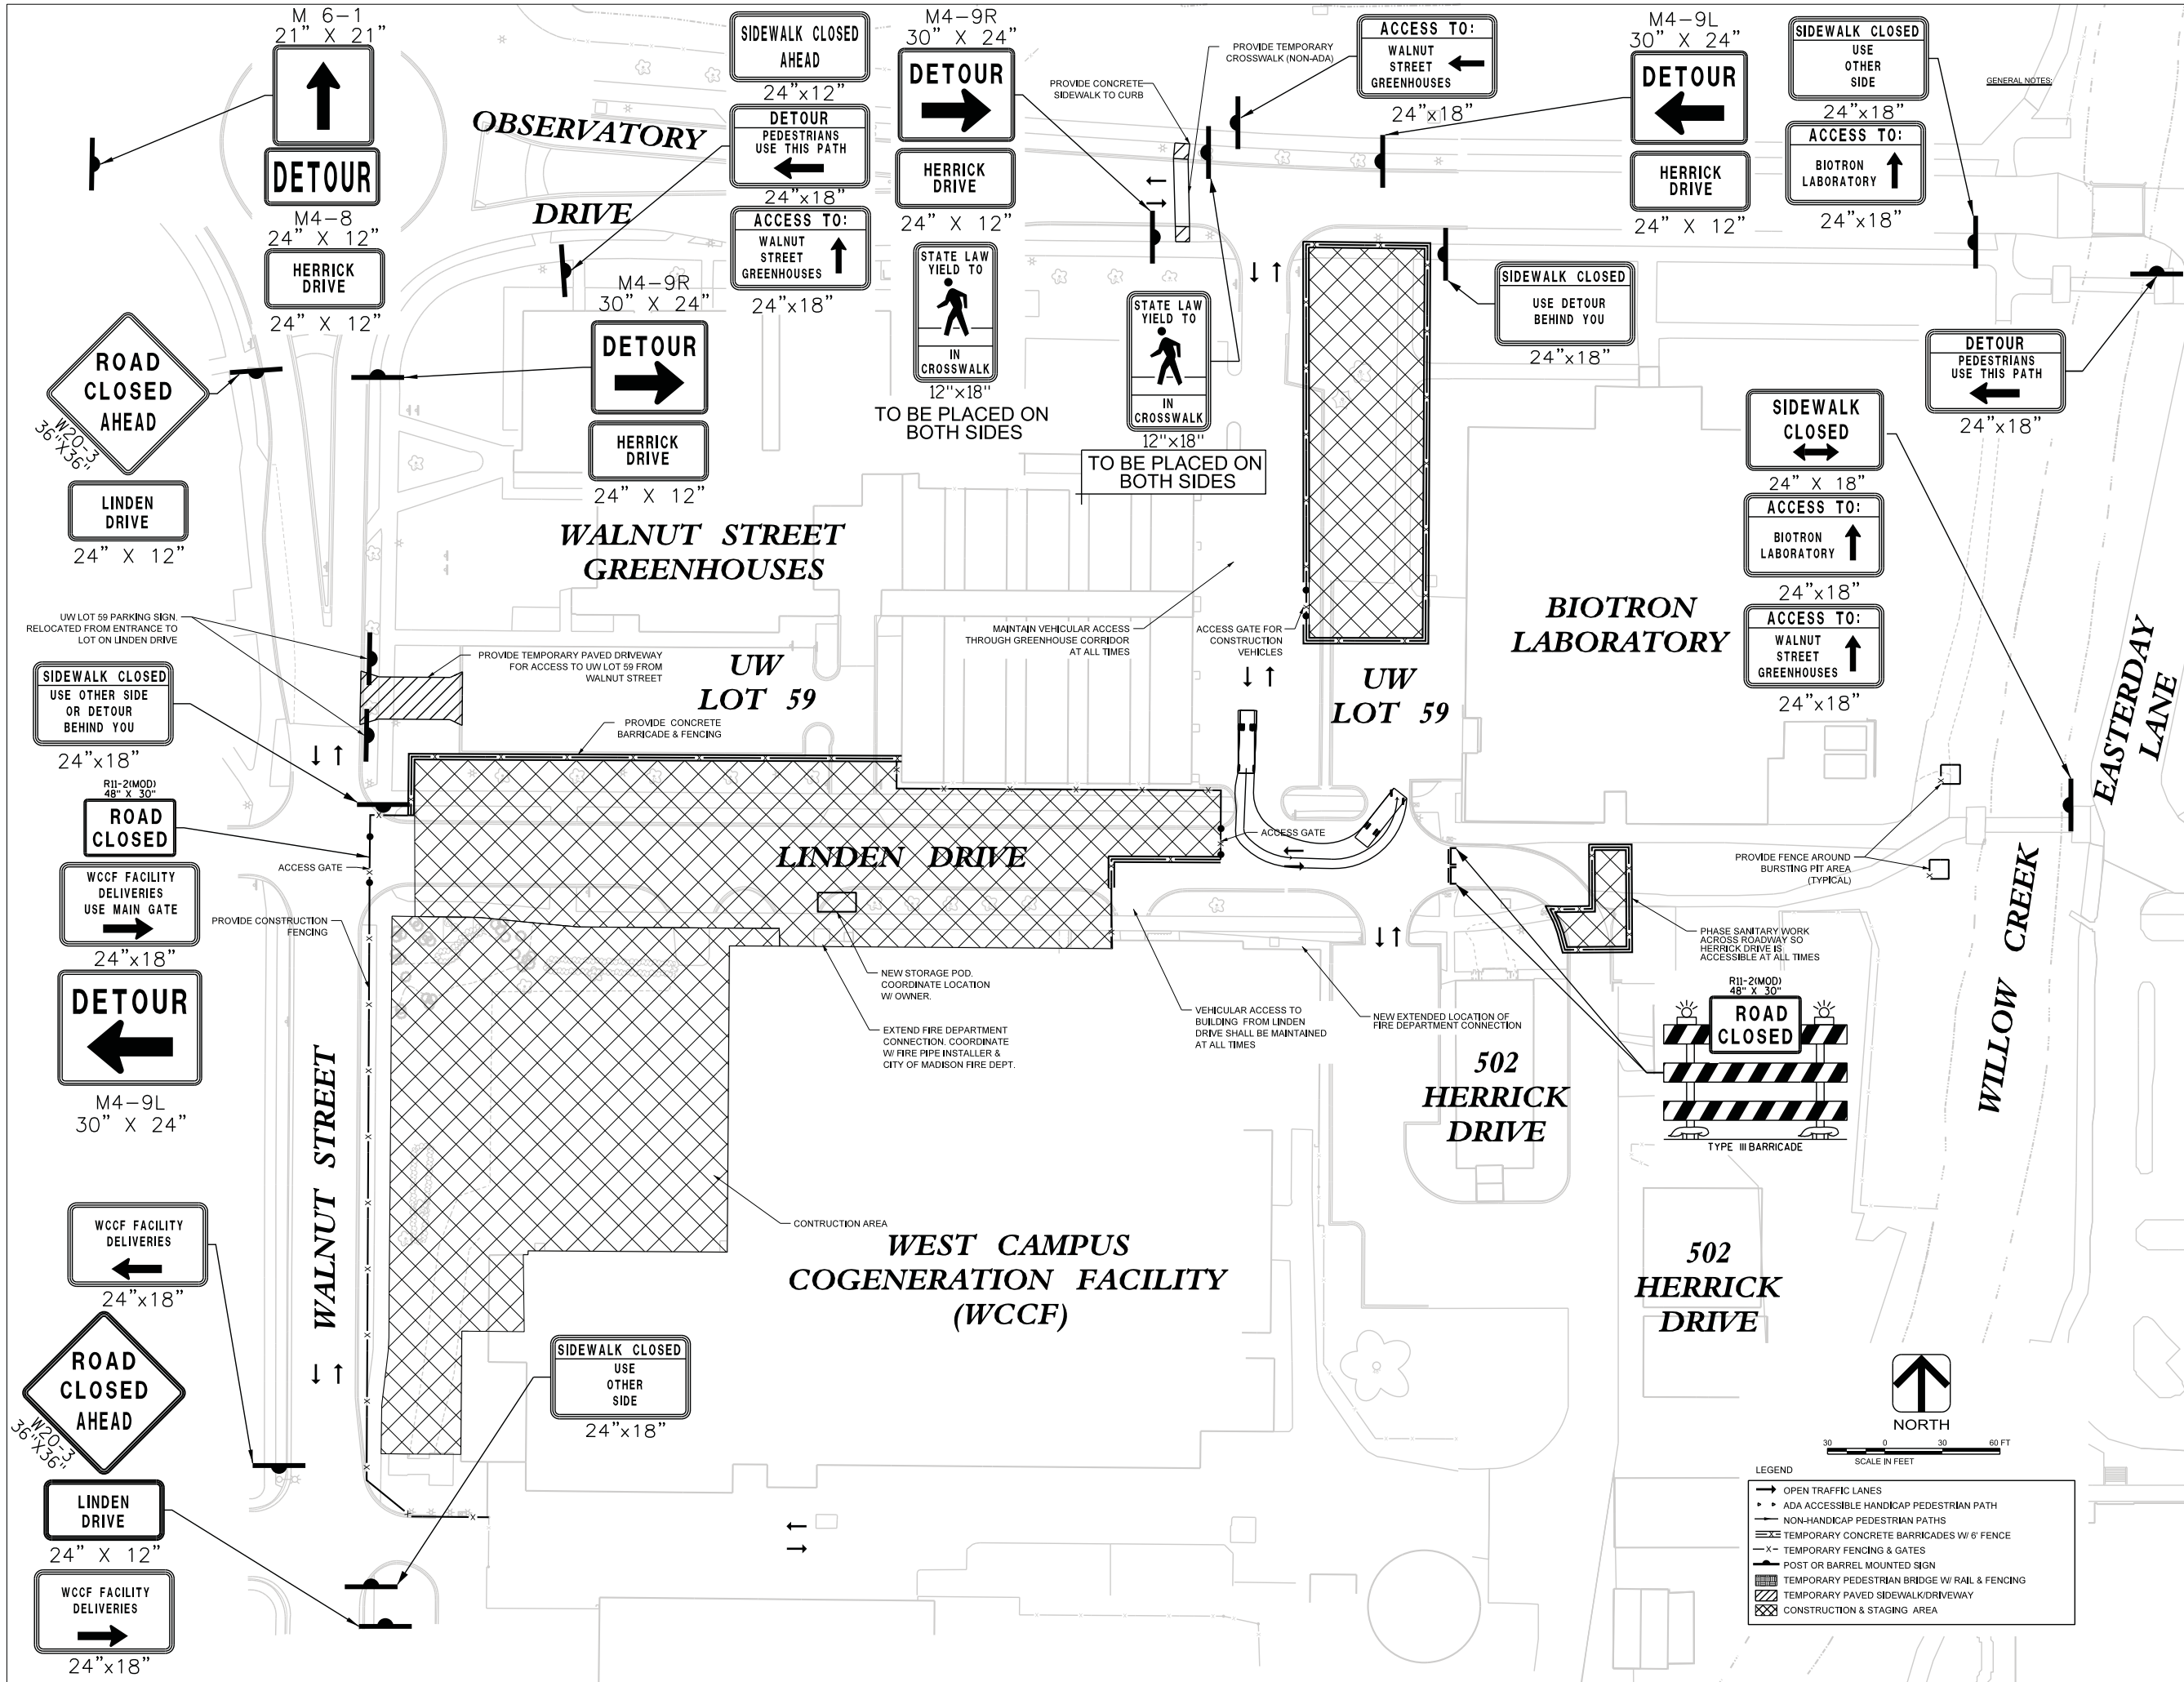 M 6-1
21" X 21"
DETOUR
M4-8
24" X 12"
HERRICK
DRIVE
24" X 12"
OBSERVATORY
DRIVE
SIDEWALK CLOSED
AHEAD
24"x12"
DETOUR
PEDESTRIANS
USE THIS PATH
24"x18"
ACCESS TO:
WALNUT
STREET
GREENHOUSES
24"x18"
M4-9R
30" X 24"
DETOUR
HERRICK
DRIVE
24" X 12"
STATE LAW
YIELD TO
IN
CROSSWALK
12"x18"
TO BE PLACED ON
BOTH SIDES
PROVIDE TEMPORARY
CROSSWALK (NON-ADA)
PROVIDE CONCRETE
SIDEWALK TO CURB
ACCESS TO:
WALNUT
STREET
GREENHOUSES
24"x18"
STATE LAW
YIELD TO
IN
CROSSWALK
12"x18"
TO BE PLACED ON
BOTH SIDES
M4-9L
30" X 24"
DETOUR
HERRICK
DRIVE
24" X 12"
SIDEWALK CLOSED
USE
OTHER
SIDE
24"x18"
ACCESS TO:
BIOTRON
LABORATORY
24"x18"
GENERAL NOTES:
SIDEWALK CLOSED
USE DETOUR
BEHIND YOU
24"x18"
DETOUR
PEDESTRIANS
USE THIS PATH
24"x18"
M4-9R
30" X 24"
DETOUR
HERRICK
DRIVE
24" X 12"
ROAD
CLOSED
AHEAD
W20-3
36"X36"
LINDEN
DRIVE
24" X 12"
WALNUT STREET
GREENHOUSES
SIDEWALK
CLOSED
24" X 18"
ACCESS TO:
BIOTRON
LABORATORY
24"x18"
ACCESS TO:
WALNUT
STREET
GREENHOUSES
24"x18"
BIOTRON
LABORATORY
EASTERDAY
LANE
UW LOT 59 PARKING SIGN.
RELOCATED FROM ENTRANCE TO
LOT ON LINDEN DRIVE
PROVIDE TEMPORARY PAVED DRIVEWAY
FOR ACCESS TO UW LOT 59 FROM
WALNUT STREET
UW
LOT 59
MAINTAIN VEHICULAR ACCESS
THROUGH GREENHOUSE CORRIDOR
AT ALL TIMES
ACCESS GATE FOR
CONSTRUCTION
VEHICLES
UW
LOT 59
SIDEWALK CLOSED
USE OTHER SIDE
OR DETOUR
BEHIND YOU
24"x18"
PROVIDE CONCRETE
BARRICADE & FENCING
R11-2(MOD)
48" X 30"
ROAD
CLOSED
ACCESS GATE
WCCF FACILITY
DELIVERIES
USE MAIN GATE
24"x18"
PROVIDE CONSTRUCTION
FENCING
DETOUR
M4-9L
30" X 24"
LINDEN DRIVE
ACCESS GATE
PROVIDE FENCE AROUND
BURSTING PIT AREA
(TYPICAL)
NEW STORAGE POD.
COORDINATE LOCATION
W/ OWNER.
EXTEND FIRE DEPARTMENT
CONNECTION. COORDINATE
W/ FIRE PIPE INSTALLER &
CITY OF MADISON FIRE DEPT.
VEHICULAR ACCESS TO
BUILDING FROM LINDEN
DRIVE SHALL BE MAINTAINED
AT ALL TIMES
NEW EXTENDED LOCATION OF
FIRE DEPARTMENT CONNECTION
PHASE SANITARY WORK
ACROSS ROADWAY SO
HERRICK DRIVE IS
ACCESSIBLE AT ALL TIMES
R11-2(MOD)
48" X 30"
ROAD
CLOSED
TYPE III BARRICADE
WILLOW CREEK
502
HERRICK
DRIVE
502
HERRICK
DRIVE
WALNUT STREET
CONTRUCTION AREA
WEST CAMPUS
COGENERATION FACILITY
(WCCF)
WCCF FACILITY
DELIVERIES
24"x18"
ROAD
CLOSED
AHEAD
W20-3
36"X36"
LINDEN
DRIVE
24" X 12"
WCCF FACILITY
DELIVERIES
24"x18"
SIDEWALK CLOSED
USE
OTHER
SIDE
24"x18"
NORTH
30 0 30 60 FT
SCALE IN FEET
LEGEND
OPEN TRAFFIC LANES
ADA ACCESSIBLE HANDICAP PEDESTRIAN PATH
NON-HANDICAP PEDESTRIAN PATHS
TEMPORARY CONCRETE BARRICADES W/ 6' FENCE
TEMPORARY FENCING & GATES
POST OR BARREL MOUNTED SIGN
TEMPORARY PEDESTRIAN BRIDGE W/ RAIL & FENCING
TEMPORARY PAVED SIDEWALK/DRIVEWAY
CONSTRUCTION & STAGING AREA